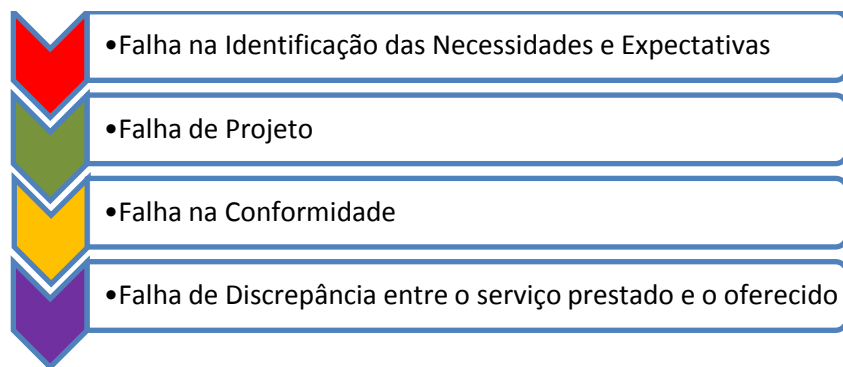 •Falha na Identificação das Necessidades e Expectativas
•Falha de Projeto
•Falha na Conformidade
•Falha de Discrepância entre o serviço prestado e o oferecido